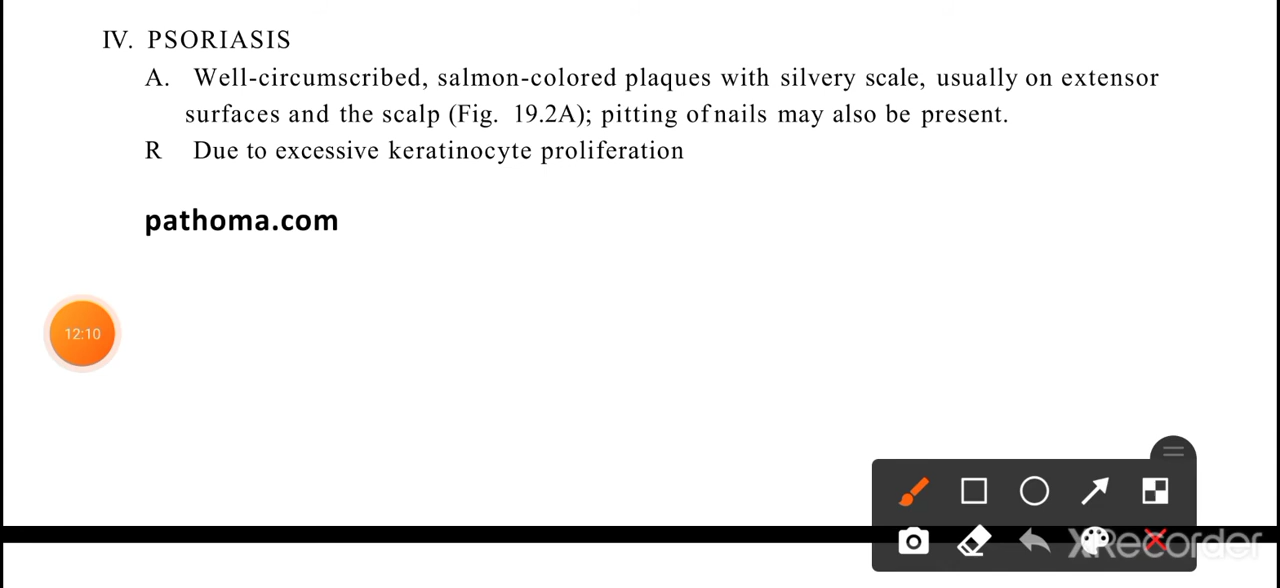 IV. PSORIASIS
A. Well-circumscribed, salmon-colored plaques with silvery scale, usually on extensor
surfaces and the scalp (Fig. 19.2A); pitting of nails may also be present.
R Due to excessive keratinocyte proliferation
pathoma.com
12:10
XRecorder